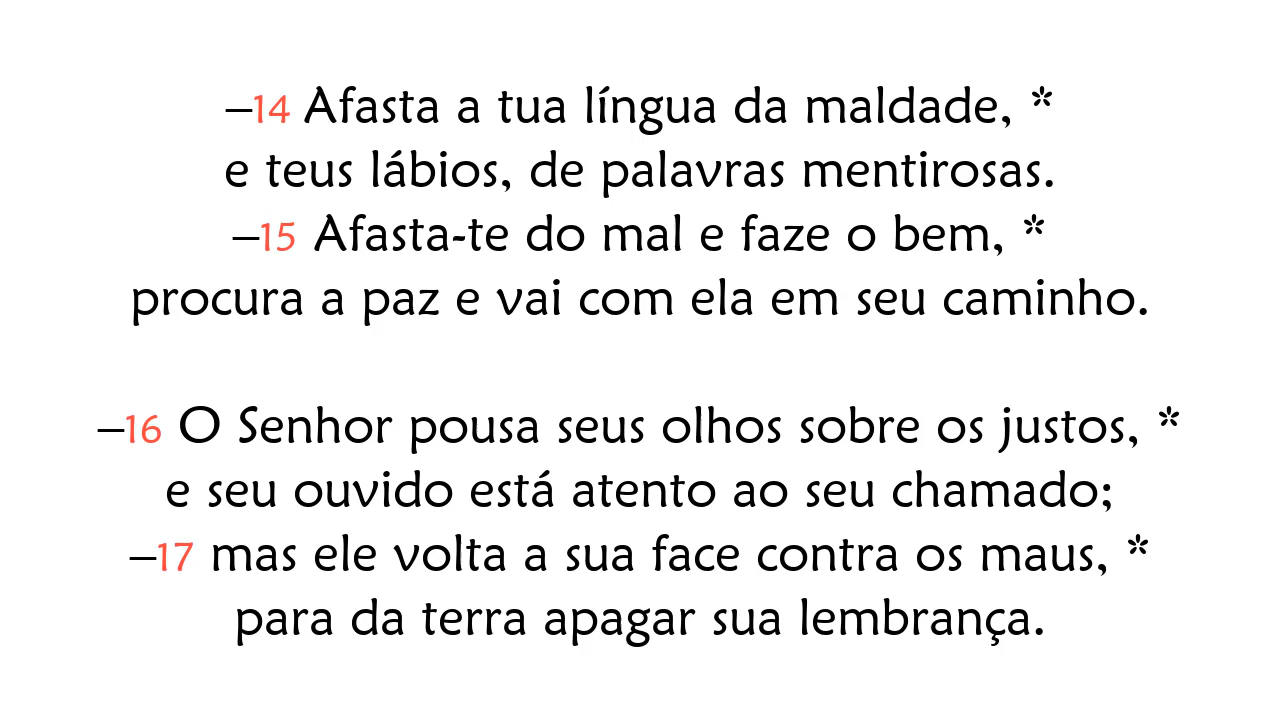 –14 Afasta a tua língua da maldade, *
e teus lábios, de palavras mentirosas.
–15 Afasta-te do mal e faze o bem, *
procura a paz e vai com ela em seu caminho.
–16 O Senhor pousa seus olhos sobre os justos, *
e seu ouvido está atento ao seu chamado;
–17 mas ele volta a sua face contra os maus, *
para da terra apagar sua lembrança.